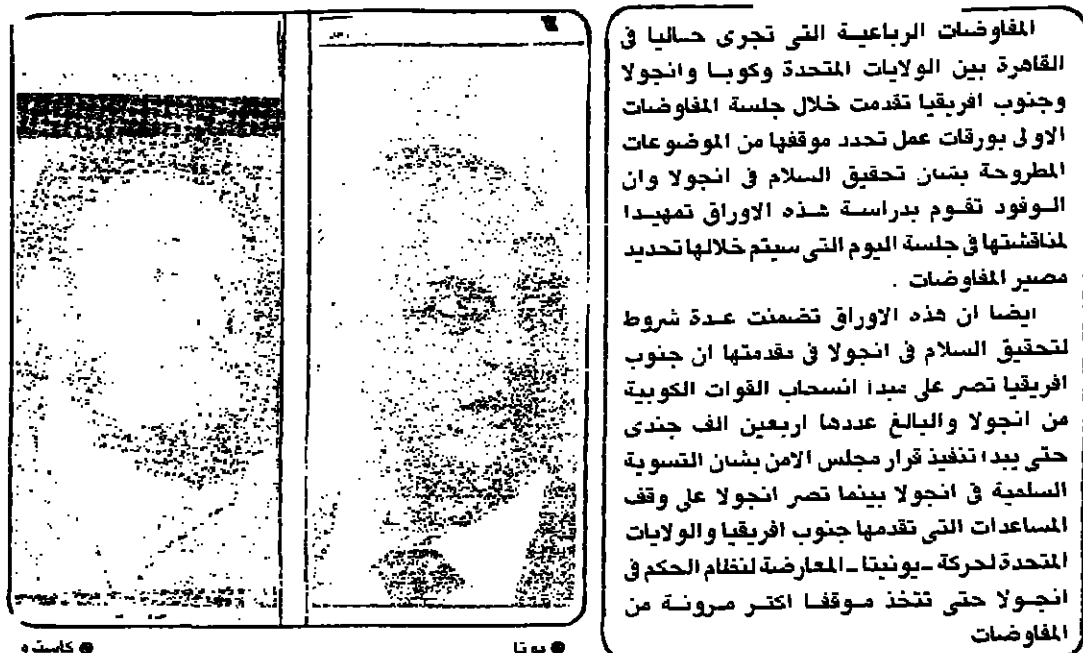 المفاوضات الرباعية التى تجرى حاليا فى
القاهرة بين الولايات المتحدة وكوبا وانجولا
وجنوب افريقيا تقدمت خلال جلسة المفاوضات
الاولى بورقات عمل تحدد موقفها من الموضوعات
المطروحة بشان تحقيق السلام فى انجولا وان
الوفود تقوم بدراسة هذه الاوراق تمهيدا
لمناقشتها فى جلسة اليوم التى سيتم خلالها تحديد
مصير المفاوضات .
ايضا ان هذه الاوراق تضمنت عدة شروط
لتحقيق السلام فى انجولا فى مقدمتها ان جنوب
افريقيا تصر على مبدا انسحاب القوات الكوبية
من انجولا والبالغ عددها اربعين الف جندى
حتى يبدا تنفيذ قرار مجلس الامن بشان التسوية
السلمية فى انجولا بينما تصر انجولا على وقف
المساعدات التى تقدمها جنوب افريقيا والولايات
المتحدة لحركة ـ يونيتا ـ المعارضة لنظام الحكم فى
انجولا حتى تتخذ موقفا اكثر مرونة من
المفاوضات
● بوتا
● كاسترو